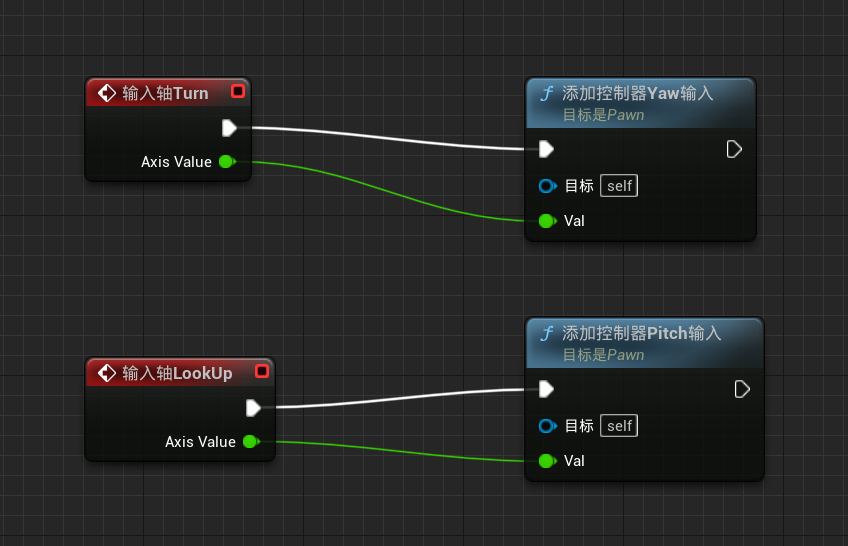 输入轴Turn
Axis Value
f 添加控制器Yaw输入
目标是Pawn
目标 self
Val
输入轴LookUp
Axis Value
f 添加控制器Pitch输入
目标是Pawn
目标 self
Val